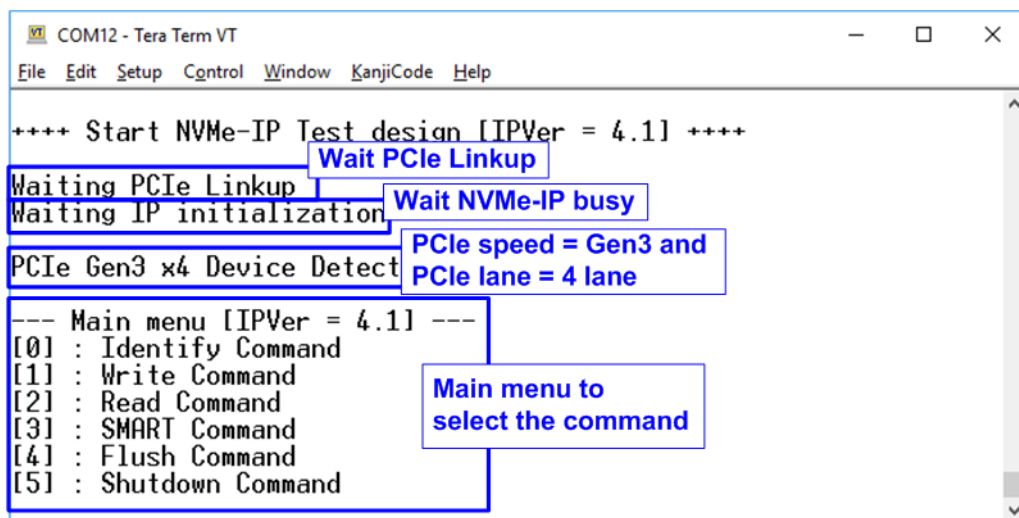 COM12 - Tera Term VT
File Edit Setup Control Window KanjiCode Help
++++ Start NVMe-IP Test design [IPVer = 4.1] ++++
Wait PCIe Linkup
Waiting PCIe Linkup
Wait NVMe-IP busy
Waiting IP initialization
PCIe speed = Gen3 and
PCIe lane = 4 lane
PCIe Gen3 x4 Device Detect
--- Main menu [IPVer = 4.1] ---
[0] : Identify Command
[1] : Write Command
[2] : Read Command
[3] : SMART Command
[4] : Flush Command
[5] : Shutdown Command
Main menu to
select the command